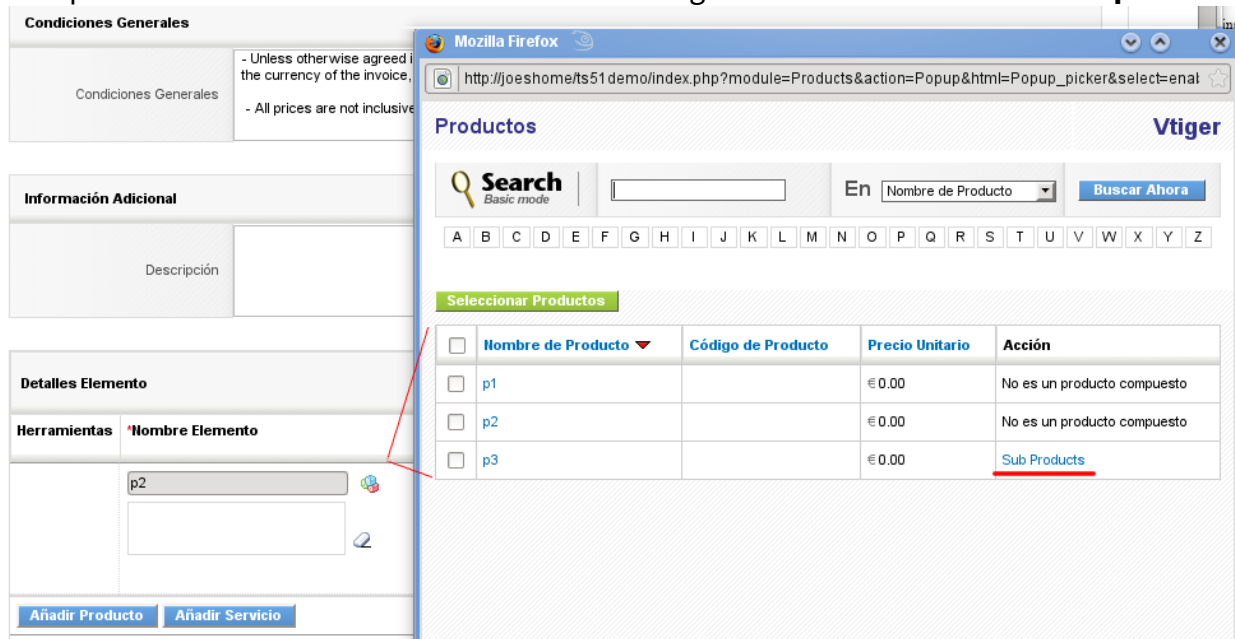 Condiciones Generales
Condiciones Generales
- Unless otherwise agreed i
the currency of the invoice,
- All prices are not inclusive
Información Adicional
Descripción
Detalles Elemento
Herramientas *Nombre Elemento
p2
Añadir Producto Añadir Servicio
Mozilla Firefox
http://joeshome/ts51demo/index.php?module=Products&action=Popup&html=Popup_picker&select=enab
Productos Vtiger
Search
Basic mode
En Nombre de Producto Buscar Ahora
A B C D E F G H I J K L M N O P Q R S T U V W X Y Z
Seleccionar Productos
Nombre de Producto Código de Producto Precio Unitario Acción
p1 €0.00 No es un producto compuesto
p2 €0.00 No es un producto compuesto
p3 €0.00 Sub Products